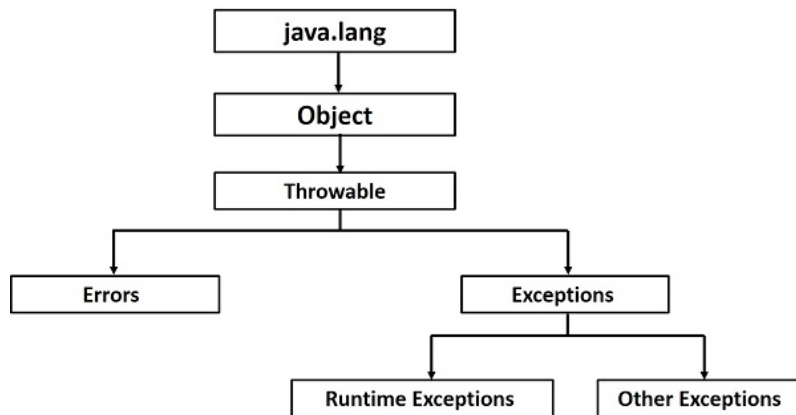 java.lang
Object
Throwable
Errors
Exceptions
Runtime Exceptions
Other Exceptions